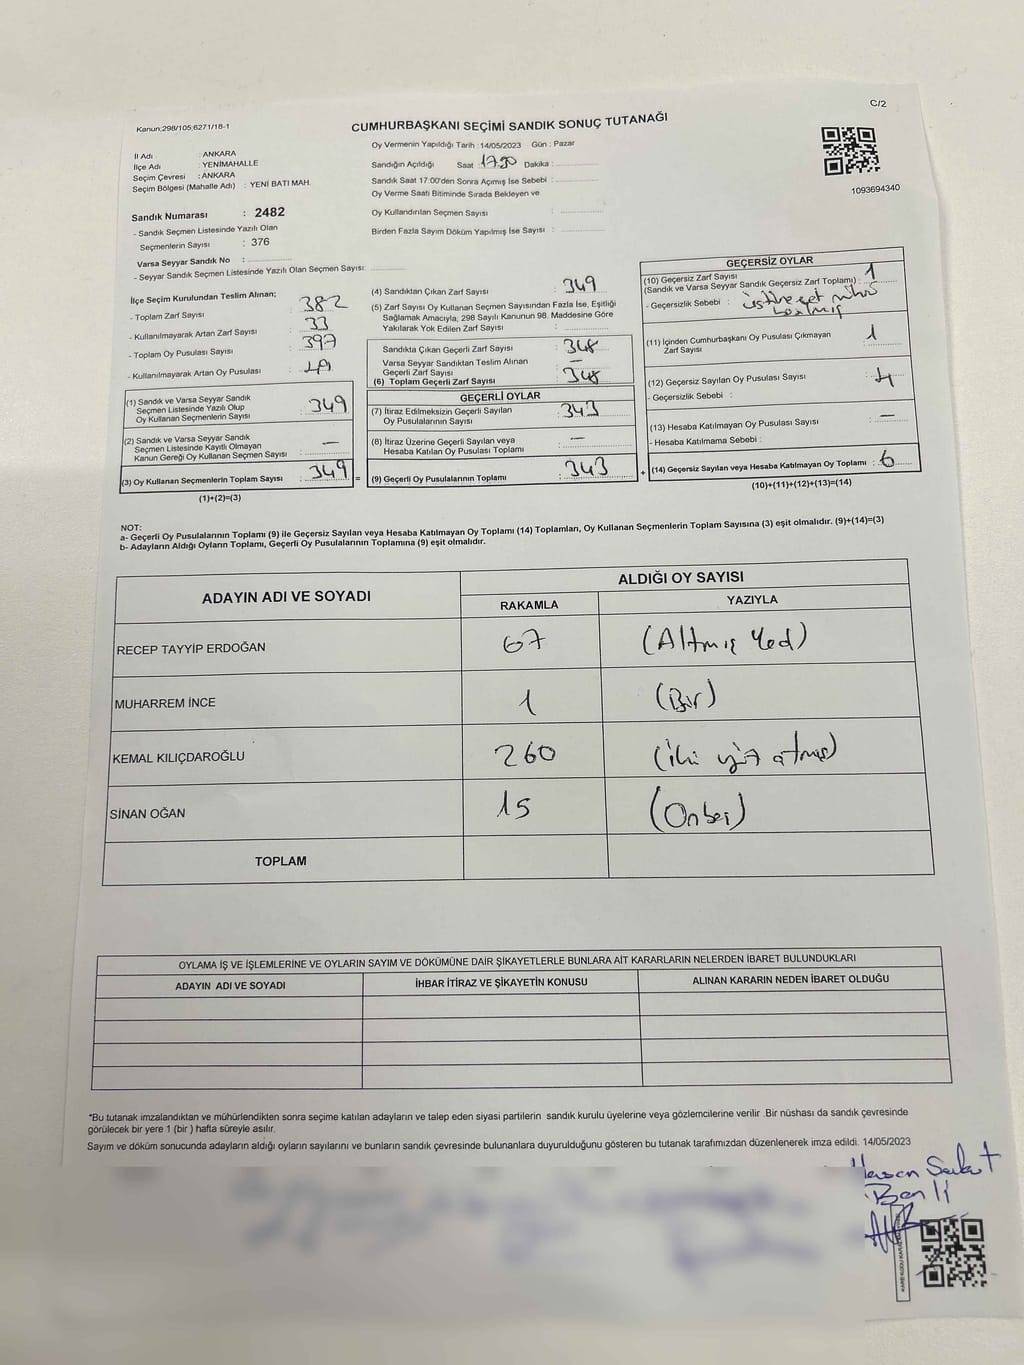 C/2
Kanun;298/105;6271/18-1
CUMHURBAŞKANI SEÇİMİ SANDIK SONUÇ TUTANAĞI
İl Adı : ANKARA
İlçe Adı : YENİMAHALLE
Seçim Çevresi : ANKARA
Seçim Bölgesi (Mahalle Adı) : YENİ BATI MAH.
Oy Vermenin Yapıldığı Tarih : 14/05/2023 Gün : Pazar
Sandığın Açıldığı Saat Dakika :
Sandık Saat 17:00'den Sonra Açımış İse Sebebi :
Oy Verme Saati Bitiminde Sırada Bekleyen ve
Oy Kullandırılan Seçmen Sayısı :
Birden Fazla Sayım Döküm Yapılmış İse Sayısı :
1093694340
Sandık Numarası : 2482
- Sandık Seçmen Listesinde Yazılı Olan
Seçmenlerin Sayısı : 376
Varsa Seyyar Sandık No :
- Seyyar Sandık Seçmen Listesinde Yazılı Olan Seçmen Sayısı:
İlçe Seçim Kurulundan Teslim Alınan;
- Toplam Zarf Sayısı : 382
- Kullanılmayarak Artan Zarf Sayısı : 33
- Toplam Oy Pusulası Sayısı : 397
- Kullanılmayarak Artan Oy Pusulası :
(1) Sandık ve Varsa Seyyar Sandık
Seçmen Listesinde Yazılı Olup
Oy Kullanan Seçmenlerin Sayısı : 349
(2) Sandık ve Varsa Seyyar Sandık
Seçmen Listesinde Kayıtlı Olmayan
Kanun Gereği Oy Kullanan Seçmen Sayısı : —
(3) Oy Kullanan Seçmenlerin Toplam Sayısı : 349
(1)+(2)=(3)
=
(4) Sandıktan Çıkan Zarf Sayısı : 349
(5) Zarf Sayısı Oy Kullanan Seçmen Sayısından Fazla İse, Eşitliği
Sağlamak Amacıyla, 298 Sayılı Kanunun 98. Maddesine Göre
Yakılarak Yok Edilen Zarf Sayısı :
Sandıkta Çıkan Geçerli Zarf Sayısı : 348
Varsa Seyyar Sandıktan Teslim Alınan
Geçerli Zarf Sayısı : —
(6) Toplam Geçerli Zarf Sayısı : 348
GEÇERLİ OYLAR
(7) İtiraz Edilmeksizin Geçerli Sayılan
Oy Pusulalarının Sayısı : 343
(8) İtiraz Üzerine Geçerli Sayılan veya
Hesaba Katılan Oy Pusulası Toplamı : —
(9) Geçerli Oy Pusulalarının Toplamı : 343
+
GEÇERSİZ OYLAR
(10) Geçersiz Zarf Sayısı
(Sandık ve Varsa Seyyar Sandık Geçersiz Zarf Toplamı) : 1
- Geçersizlik Sebebi :
(11) İçinden Cumhurbaşkanı Oy Pusulası Çıkmayan
Zarf Sayısı : 1
(12) Geçersiz Sayılan Oy Pusulası Sayısı : 4
- Geçersizlik Sebebi :
(13) Hesaba Katılmayan Oy Pusulası Sayısı : —
- Hesaba Katılmama Sebebi :
(14) Geçersiz Sayılan veya Hesaba Katılmayan Oy Toplamı : 6
(10)+(11)+(12)+(13)=(14)
NOT:
a- Geçerli Oy Pusulalarının Toplamı (9) ile Geçersiz Sayılan veya Hesaba Katılmayan Oy Toplamı (14) Toplamları, Oy Kullanan Seçmenlerin Toplam Sayısına (3) eşit olmalıdır. (9)+(14)=(3)
b- Adayların Aldığı Oyların Toplamı, Geçerli Oy Pusulalarının Toplamına (9) eşit olmalıdır.
ADAYIN ADI VE SOYADI
ALDIĞI OY SAYISI
RAKAMLA YAZIYLA
RECEP TAYYİP ERDOĞAN 67 (Altmış Yed)
MUHARREM İNCE 1 (Bir)
KEMAL KILIÇDAROĞLU 260 (iki yüz atmış)
SİNAN OĞAN 15 (Onbeş)
TOPLAM
OYLAMA İŞ VE İŞLEMLERİNE VE OYLARIN SAYIM VE DÖKÜMÜNE DAİR ŞİKAYETLERLE BUNLARA AİT KARARLARIN NELERDEN İBARET BULUNDUKLARI
ADAYIN ADI VE SOYADI İHBAR İTİRAZ VE ŞİKAYETİN KONUSU ALINAN KARARIN NEDEN İBARET OLDUĞU
*Bu tutanak imzalandıktan ve mühürlendikten sonra seçime katılan adayların ve talep eden siyasi partilerin sandık kurulu üyelerine veya gözlemcilerine verilir .Bir nüshası da sandık çevresinde
görülecek bir yere 1 (bir ) hafta süreyle asılır.
Sayım ve döküm sonucunda adayların aldığı oyların sayılarını ve bunların sandık çevresinde bulunanlara duyurulduğunu gösteren bu tutanak tarafımızdan düzenlenerek imza edildi. 14/05/2023